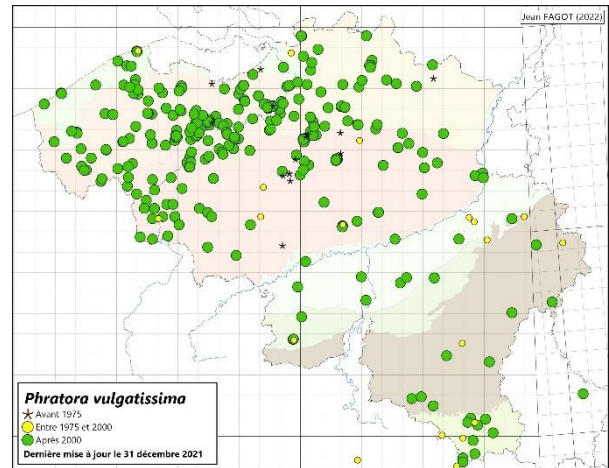 Jean FAGOT (2022)
Phratora vulgatissima
Avant 1975
Entre 1975 et 2000
Après 2000
Dernière mise à jour le 31 décembre 2021